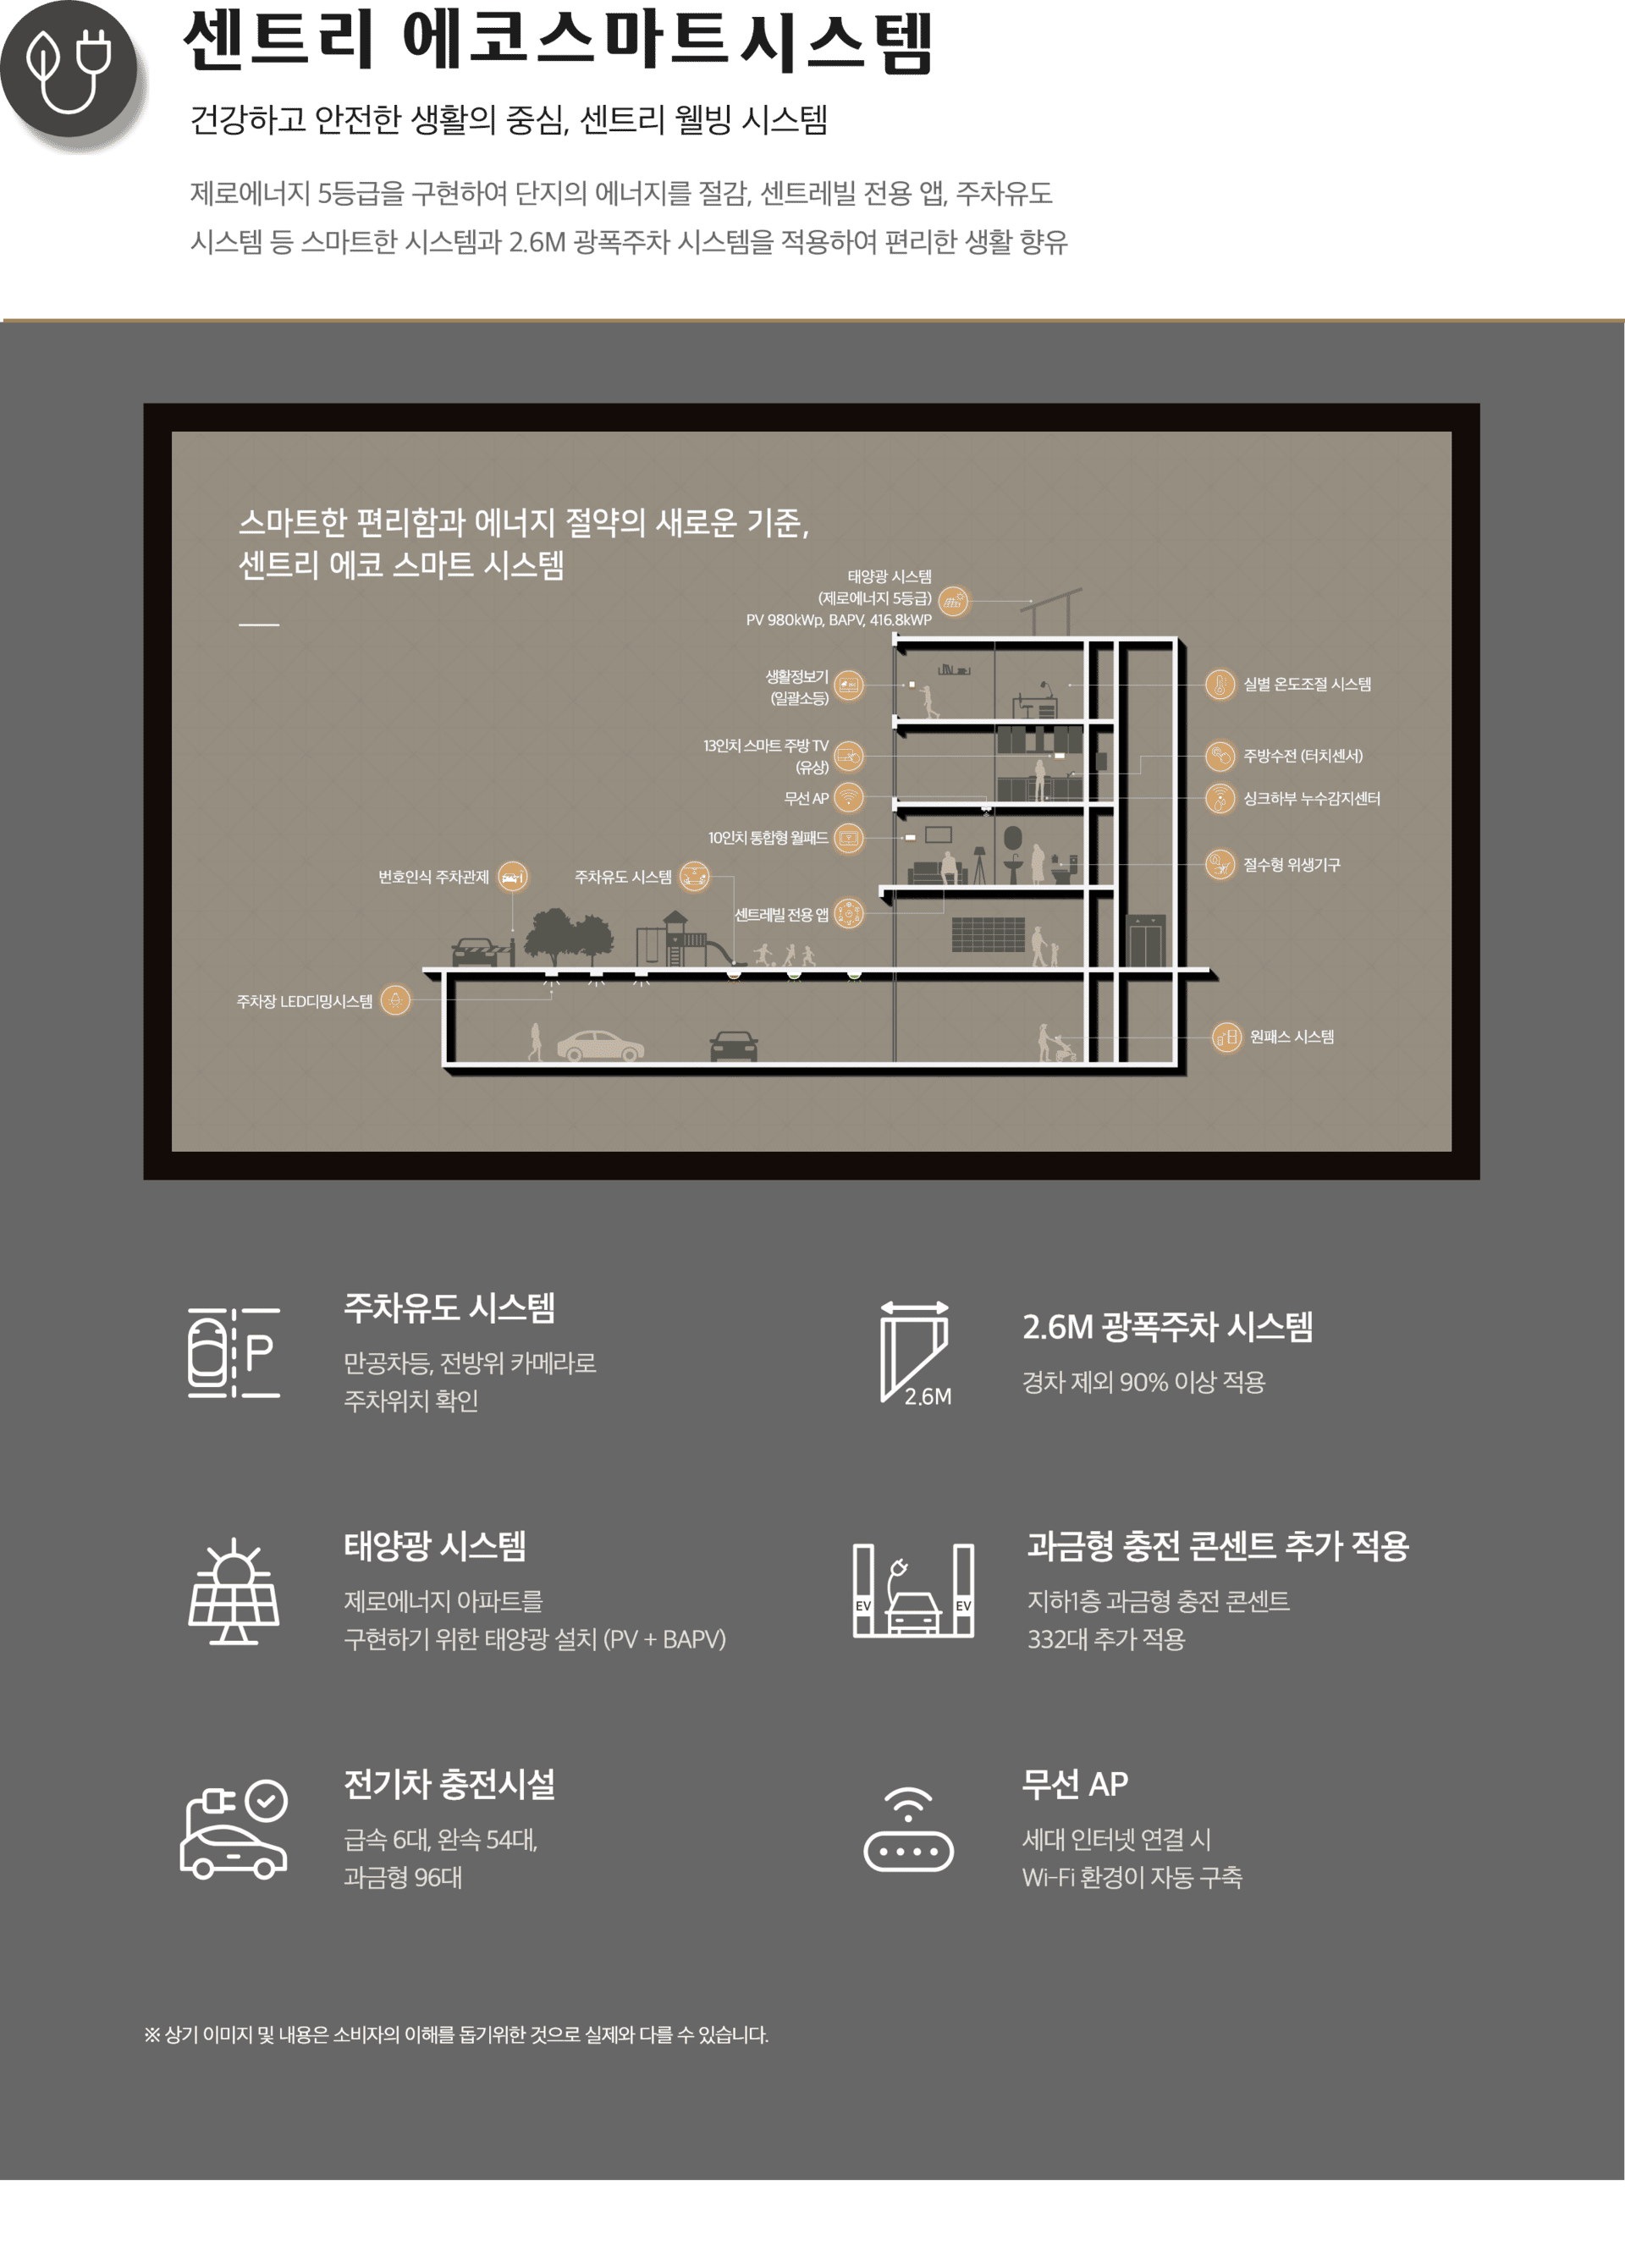 센트리 에코스마트시스템
건강하고 안전한 생활의 중심, 센트리 웰빙 시스템
제로에너지 5등급을 구현하여 단지의 에너지를 절감, 센트레빌 전용 앱, 주차유도
시스템 등 스마트한 시스템과 2.6M 광폭주차 시스템을 적용하여 편리한 생활 향유
스마트한 편리함과 에너지 절약의 새로운 기준,
센트리 에코 스마트 시스템
태양광 시스템
(제로에너지 5등급)
PV 980kWp, BAPV, 416.8kWP
생활정보기
(일괄소등)
실별 온도조절 시스템
13인치 스마트 주방 TV
(유상)
주방수전 (터치센서)
무선 AP
싱크하부 누수감지센터
10인치 통합형 월패드
절수형 위생기구
번호인식 주차관제
주차유도 시스템
센트레빌 전용 앱
주차장 LED디밍시스템
원패스 시스템
P
주차유도 시스템
만공차등, 전방위 카메라로
주차위치 확인
2.6M
2.6M 광폭주차 시스템
경차 제외 90% 이상 적용
태양광 시스템
제로에너지 아파트를
구현하기 위한 태양광 설치 (PV + BAPV)
EV
EV
과금형 충전 콘센트 추가 적용
지하1층 과금형 충전 콘센트
332대 추가 적용
전기차 충전시설
급속 6대, 완속 54대,
과금형 96대
무선 AP
세대 인터넷 연결 시
Wi-Fi 환경이 자동 구축
※ 상기 이미지 및 내용은 소비자의 이해를 돕기위한 것으로 실제와 다를 수 있습니다.